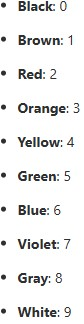 • Black: 0
• Brown: 1
• Red: 2
• Orange: 3
• Yellow: 4
• Green: 5
• Blue: 6
• Violet: 7
• Gray: 8
• White: 9